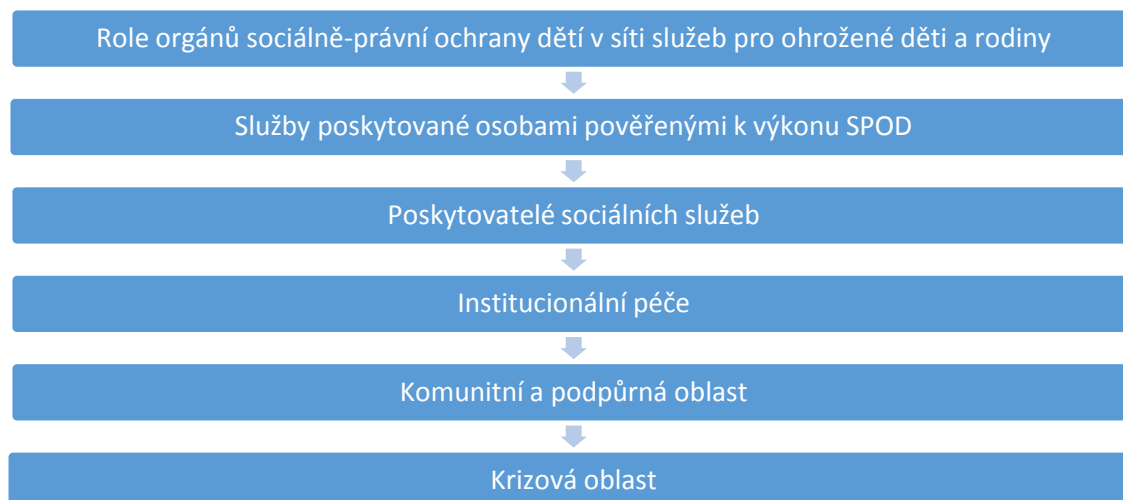 Role orgánů sociálně-právní ochrany dětí v síti služeb pro ohrožené děti a rodiny
Služby poskytované osobami pověřenými k výkonu SPOD
Poskytovatelé sociálních služeb
Institucionální péče
Komunitní a podpůrná oblast
Krizová oblast